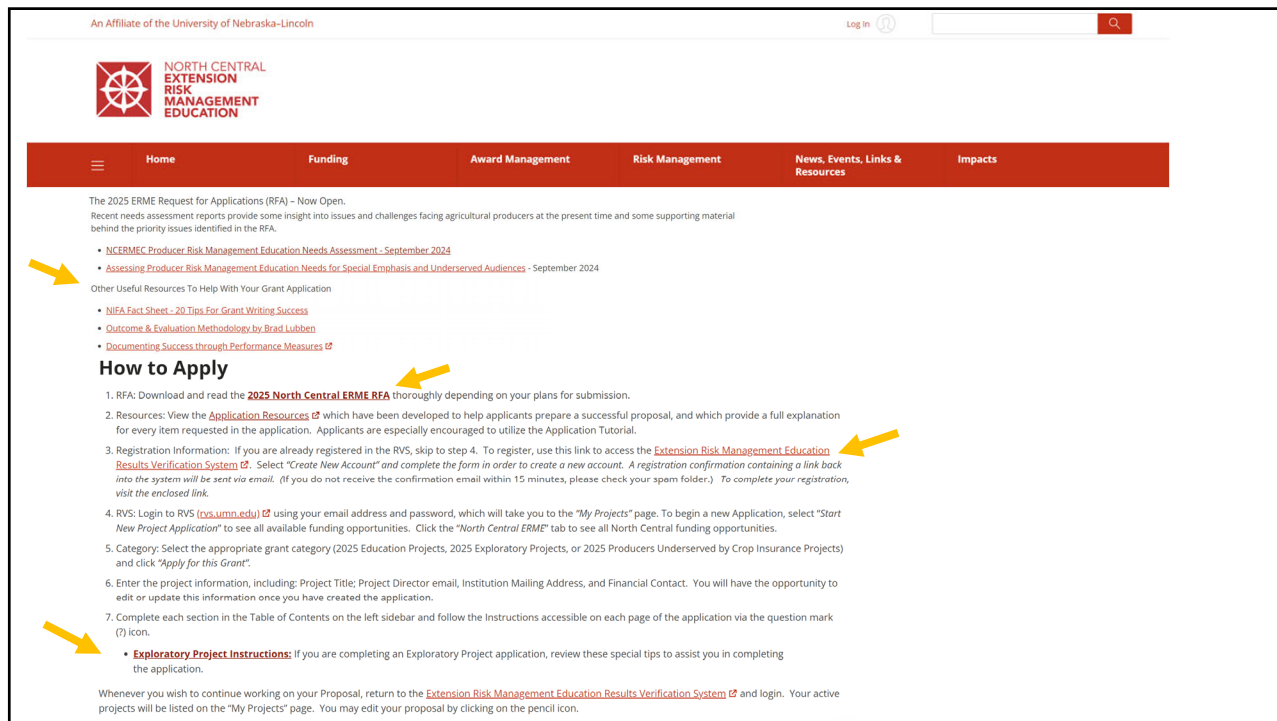 An Affiliate of the University of Nebraska–Lincoln
Log In
NORTH CENTRAL
EXTENSION
RISK
MANAGEMENT
EDUCATION
Home
Funding
Award Management
Risk Management
News, Events, Links &
Resources
Impacts
The 2025 ERME Request for Applications (RFA) – Now Open.
Recent needs assessment reports provide some insight into issues and challenges facing agricultural producers at the present time and some supporting material
behind the priority issues identified in the RFA.
• NCERMEC Producer Risk Management Education Needs Assessment - September 2024
• Assessing Producer Risk Management Education Needs for Special Emphasis and Underserved Audiences - September 2024
Other Useful Resources To Help With Your Grant Application
• NIFA Fact Sheet - 20 Tips For Grant Writing Success
• Outcome & Evaluation Methodology by Brad Lubben
• Documenting Success through Performance Measures
How to Apply
1. RFA: Download and read the 2025 North Central ERME RFA thoroughly depending on your plans for submission.
2. Resources: View the Application Resources which have been developed to help applicants prepare a successful proposal, and which provide a full explanation
for every item requested in the application. Applicants are especially encouraged to utilize the Application Tutorial.
3. Registration Information: If you are already registered in the RVS, skip to step 4. To register, use this link to access the Extension Risk Management Education
Results Verification System. Select "Create New Account" and complete the form in order to create a new account. A registration confirmation containing a link back
into the system will be sent via email. (If you do not receive the confirmation email within 15 minutes, please check your spam folder.) To complete your registration,
visit the enclosed link.
4. RVS: Login to RVS (rvs.umn.edu) using your email address and password, which will take you to the "My Projects" page. To begin a new Application, select "Start
New Project Application" to see all available funding opportunities. Click the "North Central ERME" tab to see all North Central funding opportunities.
5. Category: Select the appropriate grant category (2025 Education Projects, 2025 Exploratory Projects, or 2025 Producers Underserved by Crop Insurance Projects)
and click "Apply for this Grant".
6. Enter the project information, including: Project Title; Project Director email, Institution Mailing Address, and Financial Contact. You will have the opportunity to
edit or update this information once you have created the application.
7. Complete each section in the Table of Contents on the left sidebar and follow the Instructions accessible on each page of the application via the question mark
(?) icon.
• Exploratory Project Instructions: If you are completing an Exploratory Project application, review these special tips to assist you in completing
the application.
Whenever you wish to continue working on your Proposal, return to the Extension Risk Management Education Results Verification System and login. Your active
projects will be listed on the "My Projects" page. You may edit your proposal by clicking on the pencil icon.